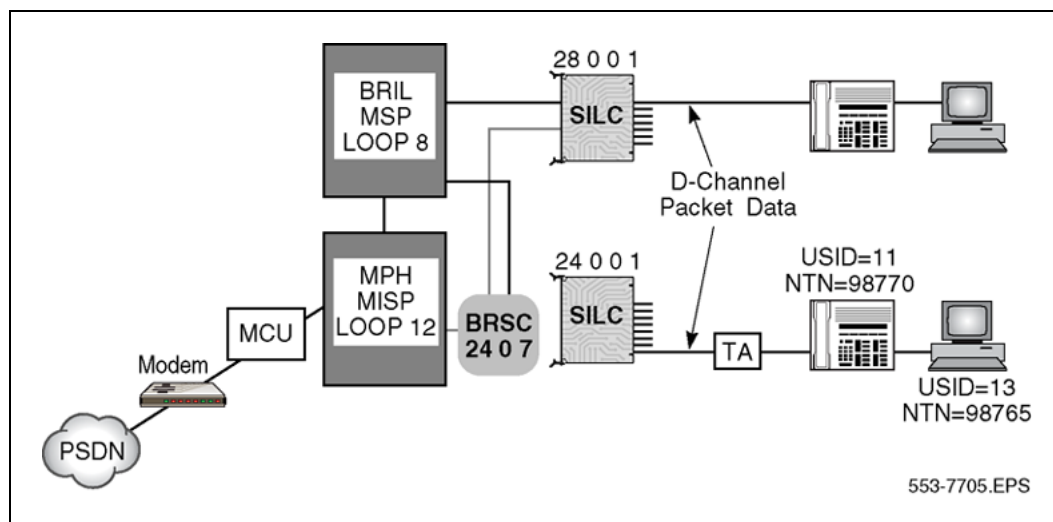 28 0 0 1
BRIL
MSP
LOOP 8
SILC
D-Channel
Packet Data
MPH
MISP
LOOP 12
BRSC
24 0 7
24 0 0 1
SILC
TA
USID=11
NTN=98770
USID=13
NTN=98765
MCU
Modem
PSDN
553-7705.EPS